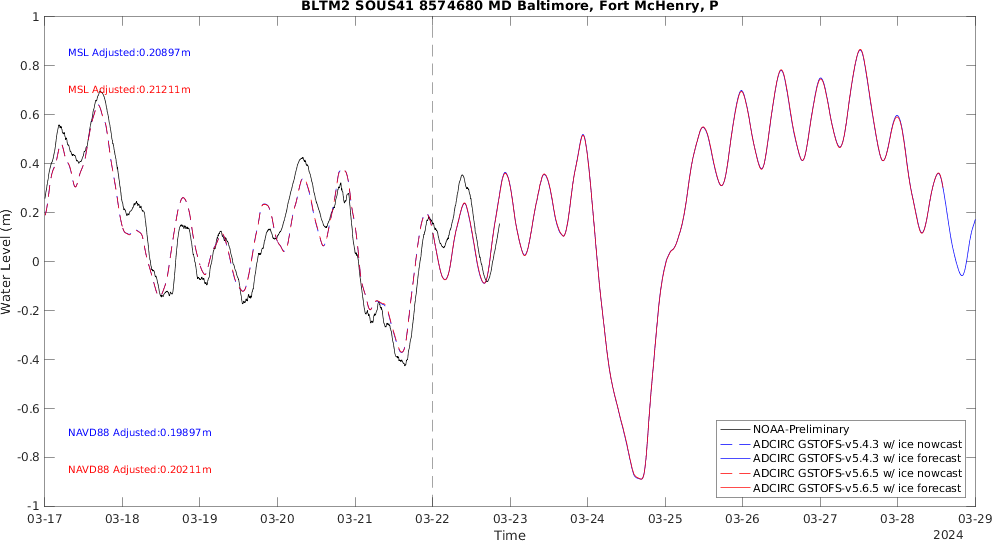 BLTM2 SOUS41 8574680 MD Baltimore, Fort McHenry, P
1
0.8
0.6
0.4
0.2
0
-0.2
-0.4
-0.6
-0.8
-1
Water Level (m)
MSL Adjusted:0.20897m
MSL Adjusted:0.21211m
NAVD88 Adjusted:0.19897m
NAVD88 Adjusted:0.20211m
NOAA-Preliminary
ADCIRC GSTOFS-v5.4.3 w/ ice nowcast
ADCIRC GSTOFS-v5.4.3 w/ ice forecast
ADCIRC GSTOFS-v5.6.5 w/ ice nowcast
ADCIRC GSTOFS-v5.6.5 w/ ice forecast
03-17 03-18 03-19 03-20 03-21 03-22 03-23 03-24 03-25 03-26 03-27 03-28 03-29
Time
2024